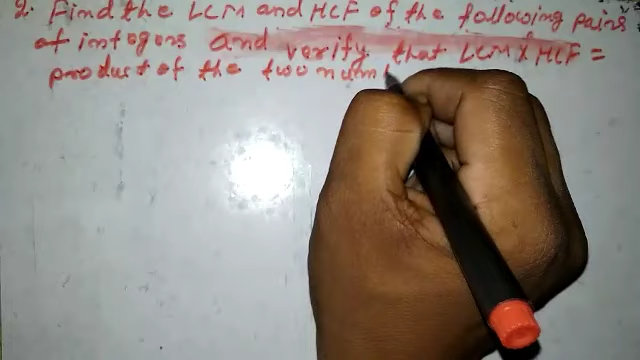 2. Find the LCM and HCF of the following pairs
of integers and verify that LCM X HCF =
product of the two num